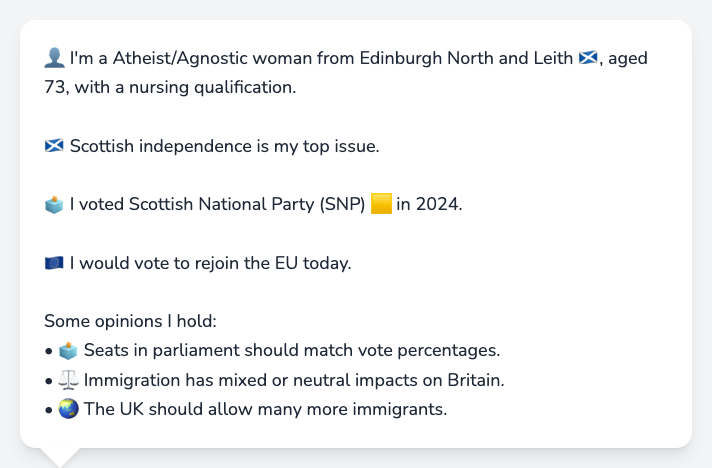 👤 I'm a Atheist/Agnostic woman from Edinburgh North and Leith 🏴󠁧󠁢󠁳󠁣󠁴󠁿, aged
73, with a nursing qualification.
🏴󠁧󠁢󠁳󠁣󠁴󠁿 Scottish independence is my top issue.
🗳️ I voted Scottish National Party (SNP) 🟨 in 2024.
🇪🇺 I would vote to rejoin the EU today.
Some opinions I hold:
• 🗳️ Seats in parliament should match vote percentages.
• ⚖️ Immigration has mixed or neutral impacts on Britain.
• 🌏 The UK should allow many more immigrants.